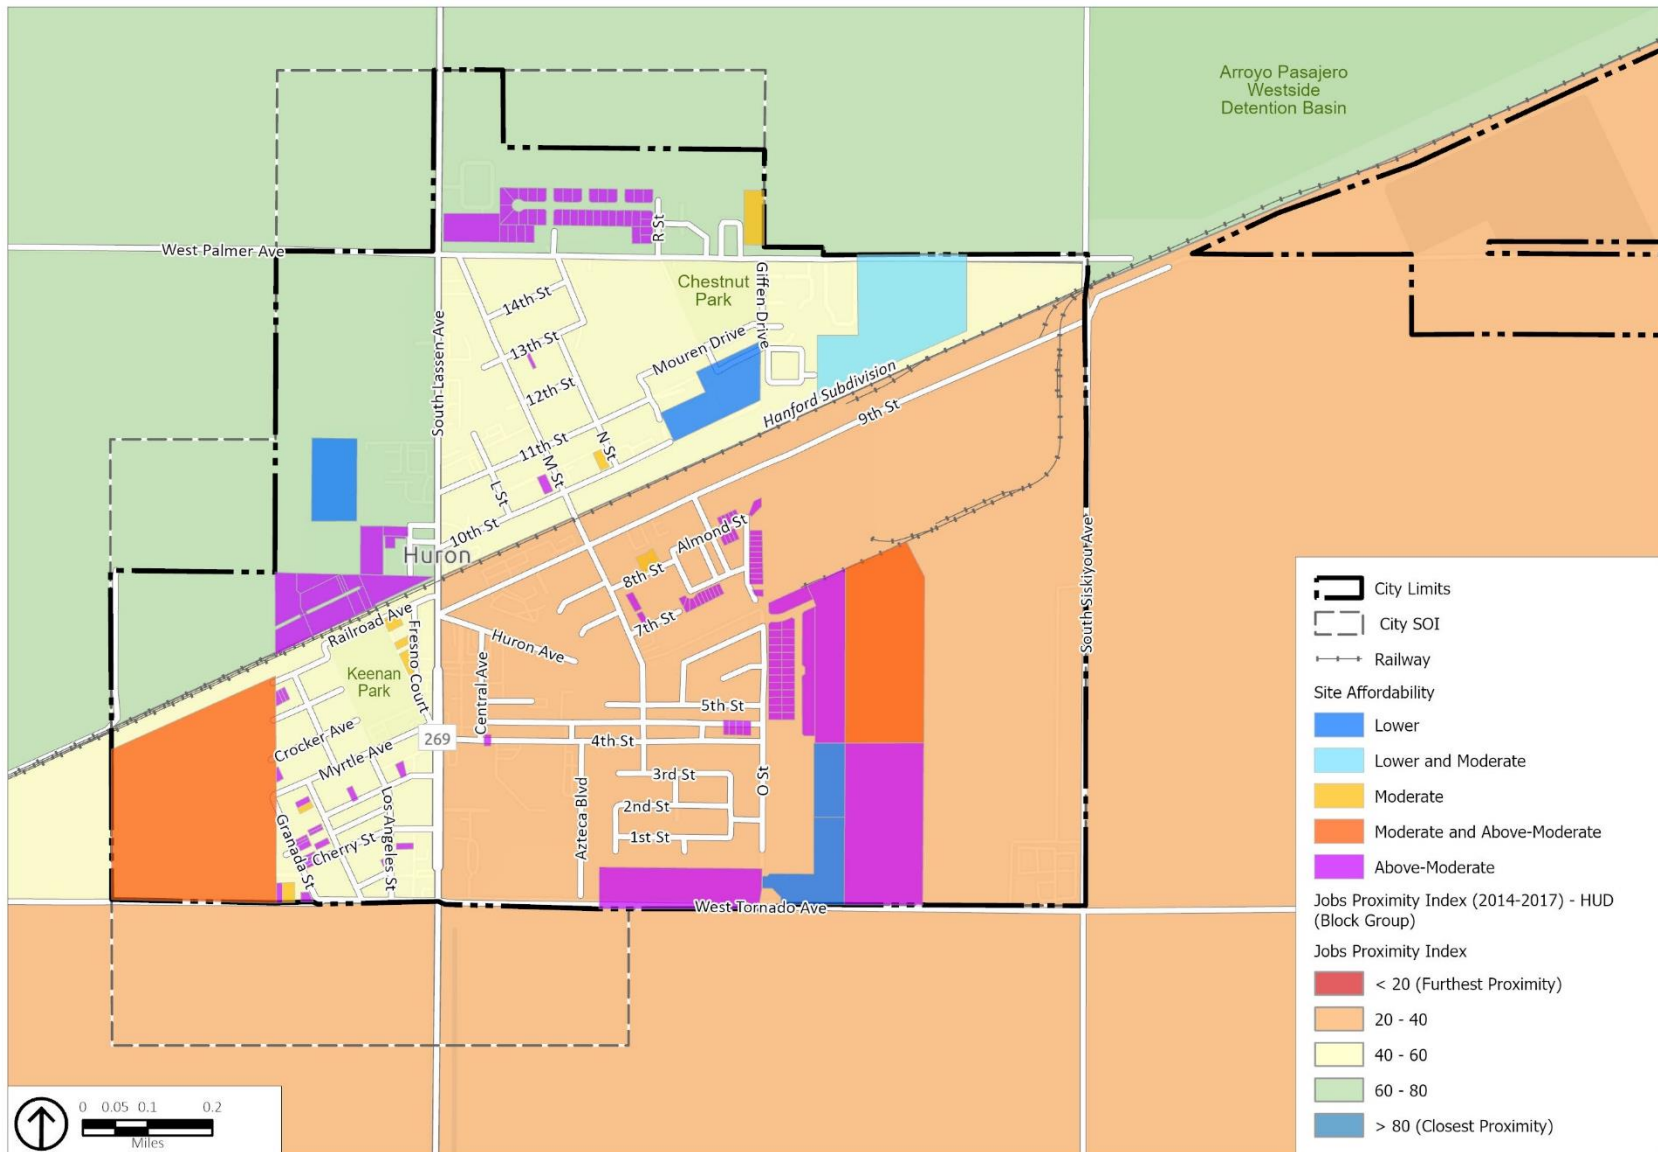 Arroyo Pasajero
Westside
Detention Basin
West Palmer Ave
R St
Chestnut
Park
Giffen Drive
14th St
13th St
12th St
11th St
10th St
Mouren Drive
South Lassen Ave
N St
M St
L St
Hanford Subdivision
9th St
Huron
Almond St
8th St
7th St
South Siskiyou Ave
Railroad Ave
Fresno Court
Huron Ave
Keenan
Park
Central Ave
5th St
269
4th St
Crocker Ave
Myrtle Ave
3rd St
2nd St
1st St
O St
Azteca Blvd
Los Angeles St
Granada St
Cherry St
West Tornado Ave
City Limits
City SOI
Railway
Site Affordability
Lower
Lower and Moderate
Moderate
Moderate and Above-Moderate
Above-Moderate
Jobs Proximity Index (2014-2017) - HUD
(Block Group)
Jobs Proximity Index
< 20 (Furthest Proximity)
20 - 40
40 - 60
60 - 80
> 80 (Closest Proximity)
0 0.05 0.1 0.2
Miles